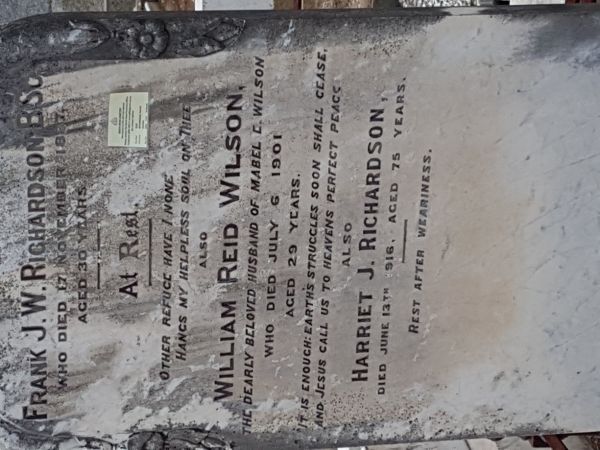 FRANK J. W. RICHARDSON B.SC.
WHO DIED 17 NOVEMBER 1897.
AGED 30 YEARS
At Rest.
OTHER REFUGE HAVE I NONE
HANGS MY HELPLESS SOUL ON THEE
ALSO
WILLIAM REID WILSON,
THE DEARLY BELOVED HUSBAND OF MABEL E. WILSON
WHO DIED JULY 6 1901
AGED 29 YEARS.
IT IS ENOUGH: EARTH'S STRUGGLES SOON SHALL CEASE,
AND JESUS CALL US TO HEAVENS PERFECT PEACE
ALSO
HARRIET J. RICHARDSON,
DIED JUNE 13TH 1916, AGED 75 YEARS.
REST AFTER WEARINESS.